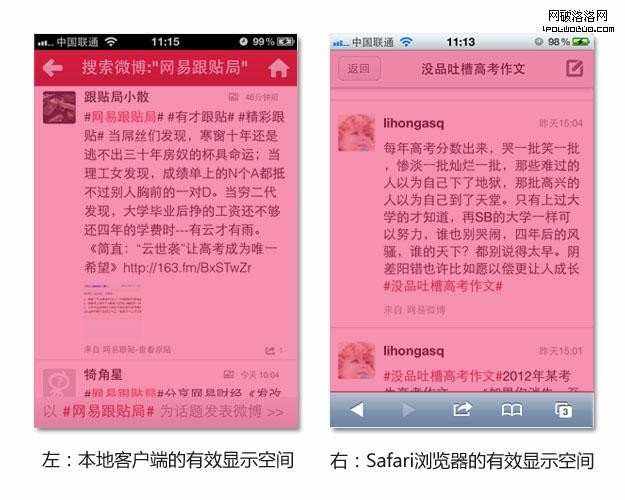 网破落落网
ipoLuoLuo.com
中国联通 11:15 99%
搜索微博:"网易跟贴局"
跟贴局小散 46分钟前
#网易跟贴局# #有才跟贴# #精彩跟
贴# 当屌丝们发现，寒窗十年还是
逃不出三十年房奴的杯具命运；当
理工女发现，成绩单上的N个A都抵
不过别人胸前的一对D。当穷二代
发现，大学毕业后挣的工资还不够
还四年的学费---有云才有雨。
《简直：“云世袭”让高考成为唯一
希望》http://163.fm/BxSTwZr
来自 网易跟贴-查看原贴 1
犄角星 今天 10:04
#网易跟贴局#分享网易财经《发改
以 #网易跟贴局# 为话题发表微博 >>
中国联通 11:13 98%
返回 没品吐槽高考作文
lihongasq 昨天15:04
每年高考分数出来，哭一批笑一批
，惨淡一批灿烂一批，那些难过的
人以为自己下了地狱，那批高兴的
人以为自己到了天堂。只有上过大
学的才知道，再SB的大学一样可
以努力，谁也别哭闹，四年后的风
骚，谁的天下？都别说得太早。阴
差阳错也许比如愿以偿更让人成长
#没品吐槽高考作文#
来自 网易微博
lihongasq 昨天15:01
#没品吐槽高考作文#2012年某考
3
左：本地客户端的有效显示空间
右：Safari浏览器的有效显示空间